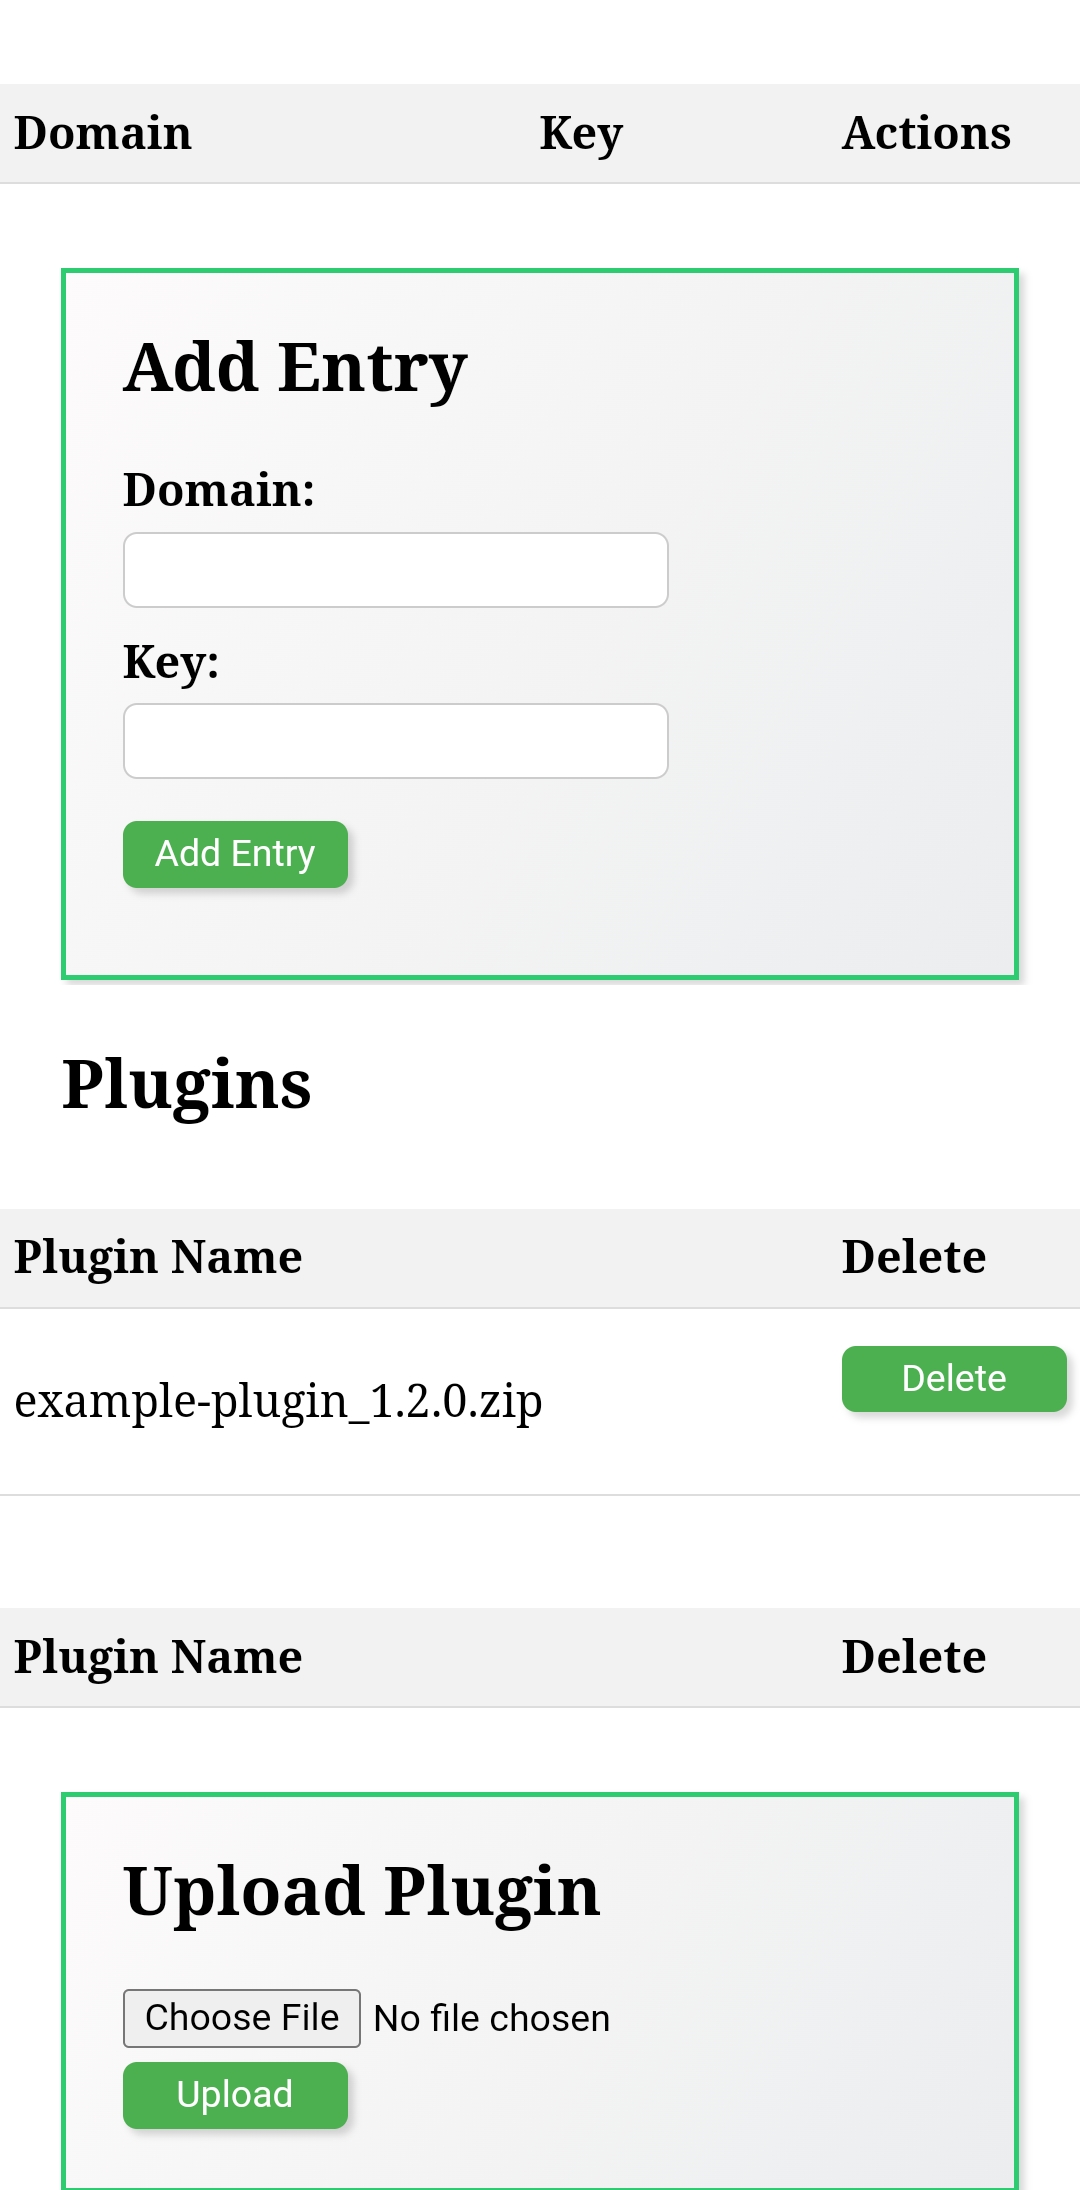 Domain Key Actions
Add Entry
Domain:
Key:
Add Entry
Plugins
Plugin Name Delete
example-plugin_1.2.0.zip Delete
Plugin Name Delete
Upload Plugin
Choose File No file chosen
Upload